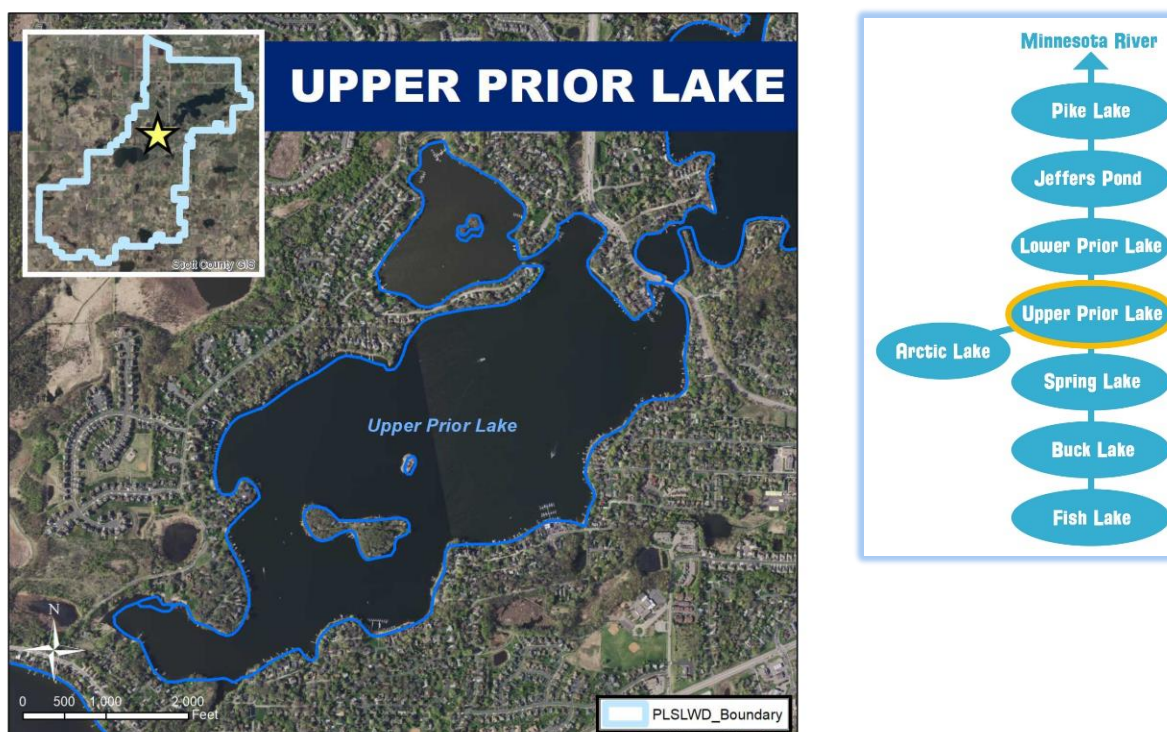 UPPER PRIOR LAKE
Scott County GIS
Upper Prior Lake
N
0 500 1,000 2,000
Feet
PLSLWD_Boundary
Minnesota River
Pike Lake
Jeffers Pond
Lower Prior Lake
Upper Prior Lake
Arctic Lake
Spring Lake
Buck Lake
Fish Lake